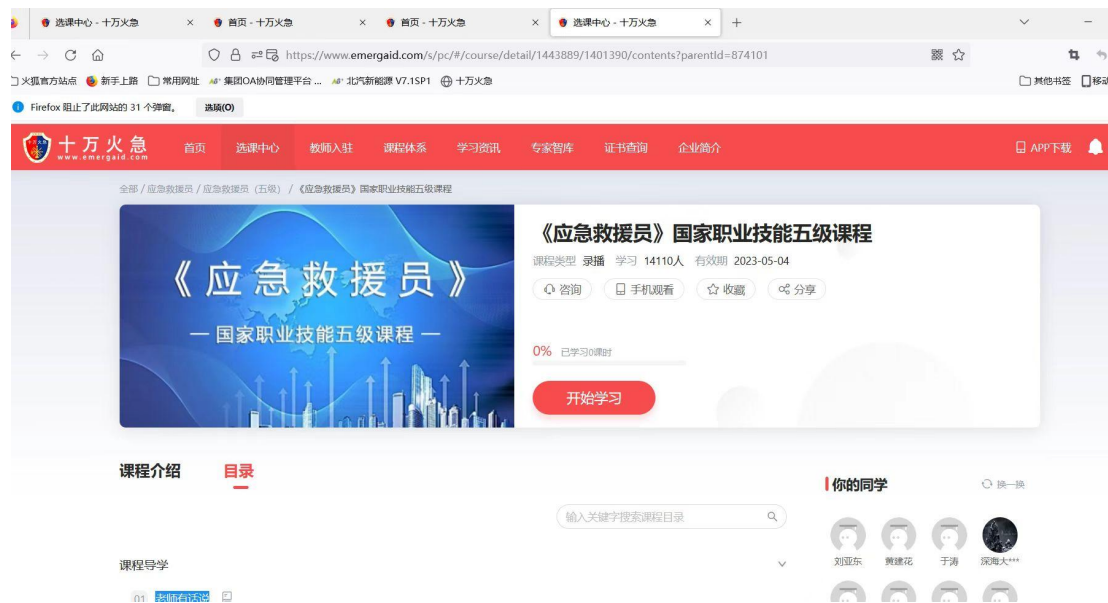 选课中心 - 十万火急 首页 - 十万火急 首页 - 十万火急 选课中心 - 十万火急
https://www.emergaid.com/s/pc/#/course/detail/1443889/1401390/contents?parentId=874101
火狐官方站点 新手上路 常用网址 集团OA协同管理平台 ... 北汽新能源 V7.1SP1 十万火急 其他书签 移动
Firefox 阻止了此网站的 31 个弹窗。 选项(O)
十万火急 首页 选课中心 教师入驻 课程体系 学习资讯 专家智库 证书查询 企业简介 APP下载
www.emergaid.com
全部 / 应急救援员 / 应急救援员（五级） / 《应急救援员》国家职业技能五级课程
《应急救援员》
— 国家职业技能五级课程 —
《应急救援员》国家职业技能五级课程
课程类型 录播 学习 14110人 有效期 2023-05-04
咨询 手机观看 收藏 分享
0% 已学习0课时
开始学习
课程介绍 目录
你的同学 换一换
输入关键字搜索课程目录
刘亚东 黄建花 于涛 深海大***
课程导学
01 老师有话说